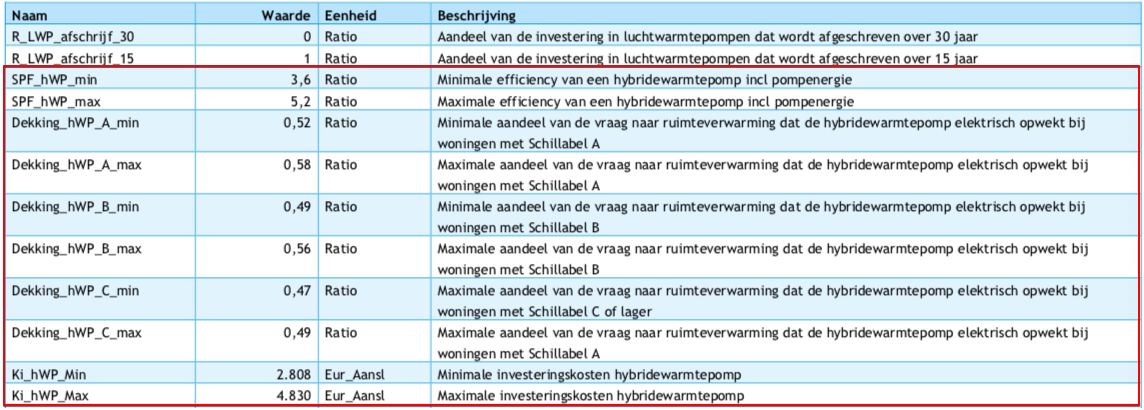 Naam Waarde Eenheid Beschrijving
R_LWP_afschrijf_30 0 Ratio Aandeel van de investering in luchtwarmtepompen dat wordt afgeschreven over 30 jaar
R_LWP_afschrijf_15 1 Ratio Aandeel van de investering in luchtwarmtepompen dat wordt afgeschreven over 15 jaar
SPF_hWP_min 3,6 Ratio Minimale efficiency van een hybridewarmtepomp incl pompenergie
SPF_hWP_max 5,2 Ratio Maximale efficiency van een hybridewarmtepomp incl pompenergie
Dekking_hWP_A_min 0,52 Ratio Minimale aandeel van de vraag naar ruimteverwarming dat de hybridewarmtepomp elektrisch opwekt bij
woningen met Schillabel A
Dekking_hWP_A_max 0,58 Ratio Maximale aandeel van de vraag naar ruimteverwarming dat de hybridewarmtepomp elektrisch opwekt bij
woningen met Schillabel A
Dekking_hWP_B_min 0,49 Ratio Minimale aandeel van de vraag naar ruimteverwarming dat de hybridewarmtepomp elektrisch opwekt bij
woningen met Schillabel B
Dekking_hWP_B_max 0,56 Ratio Maximale aandeel van de vraag naar ruimteverwarming dat de hybridewarmtepomp elektrisch opwekt bij
woningen met Schillabel B
Dekking_hWP_C_min 0,47 Ratio Maximale aandeel van de vraag naar ruimteverwarming dat de hybridewarmtepomp elektrisch opwekt bij
woningen met Schillabel C of lager
Dekking_hWP_C_max 0,49 Ratio Maximale aandeel van de vraag naar ruimteverwarming dat de hybridewarmtepomp elektrisch opwekt bij
woningen met Schillabel A
Ki_hWP_Min 2.808 Eur_Aansl Minimale investeringskosten hybridewarmtepomp
Ki_hWP_Max 4.830 Eur_Aansl Maximale investeringskosten hybridewarmtepomp